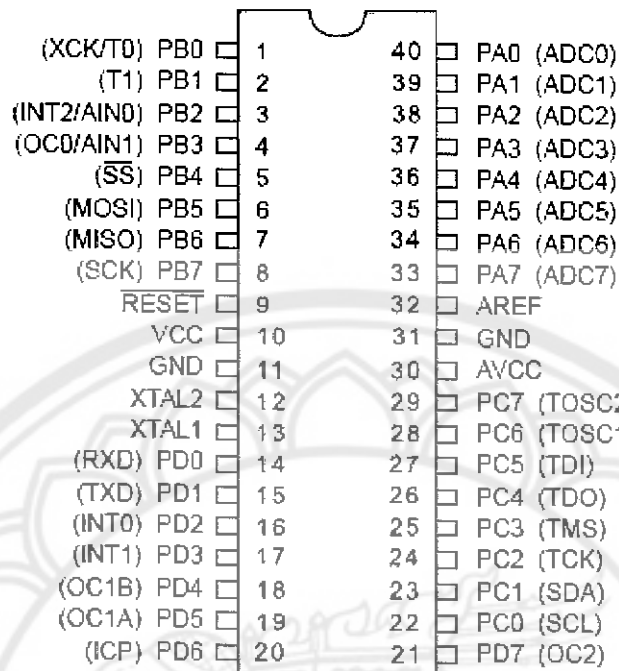 (XCK/T0) PB0 1 40 PA0 (ADC0)
(T1) PB1 2 39 PA1 (ADC1)
(INT2/AIN0) PB2 3 38 PA2 (ADC2)
(OC0/AIN1) PB3 4 37 PA3 (ADC3)
(S̅S̅) PB4 5 36 PA4 (ADC4)
(MOSI) PB5 6 35 PA5 (ADC5)
(MISO) PB6 7 34 PA6 (ADC6)
(SCK) PB7 8 33 PA7 (ADC7)
R̅E̅S̅E̅T̅ 9 32 AREF
VCC 10 31 GND
GND 11 30 AVCC
XTAL2 12 29 PC7 (TOSC2
XTAL1 13 28 PC6 (TOSC1
(RXD) PD0 14 27 PC5 (TDI)
(TXD) PD1 15 26 PC4 (TDO)
(INT0) PD2 16 25 PC3 (TMS)
(INT1) PD3 17 24 PC2 (TCK)
(OC1B) PD4 18 23 PC1 (SDA)
(OC1A) PD5 19 22 PC0 (SCL)
(ICP) PD6 20 21 PD7 (OC2)